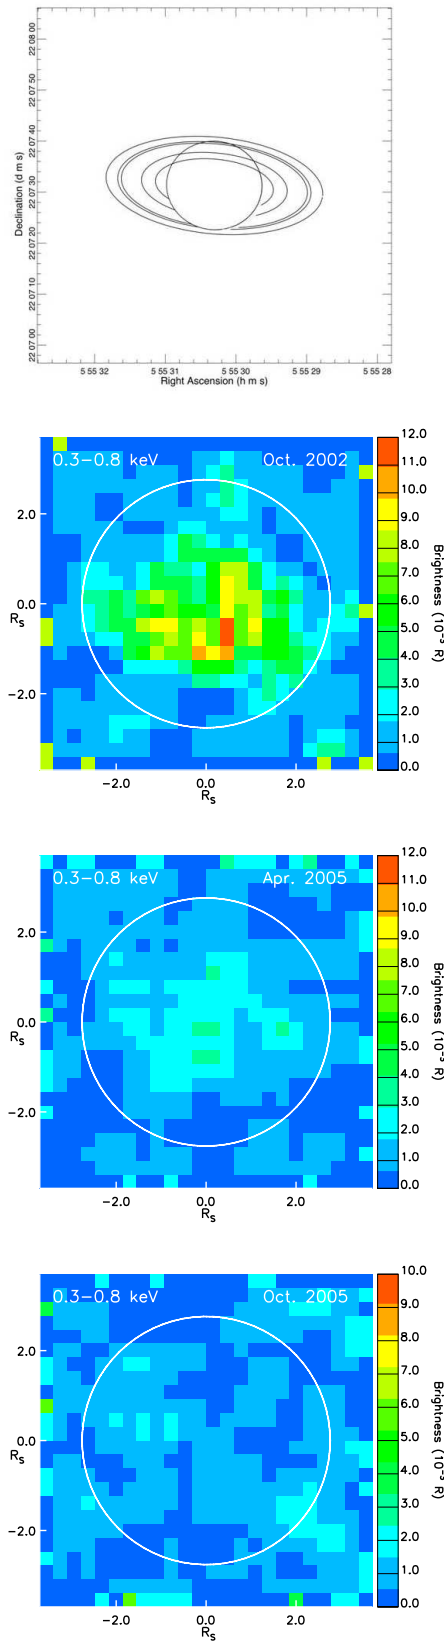 22 08 00
22 07 50
22 07 40
22 07 30
22 07 20
22 07 10
22 07 00
Declination (d m s)
5 55 32 5 55 31 5 55 30 5 55 29 5 55 28
Right Ascension (h m s)
0.3−0.8 keV Oct. 2002
2.0
0.0
−2.0
RS
−2.0 0.0 2.0
RS
12.0
10.0
9.0
8.0
7.0
6.0
5.0
4.0
3.0
2.0
1.0
0.0
Brightness (10⁻³ R)
0.3−0.8 keV Apr. 2005
2.0
0.0
−2.0
RS
−2.0 0.0 2.0
RS
12.0
10.0
9.0
8.0
7.0
6.0
5.0
4.0
3.0
2.0
1.0
0.0
Brightness (10⁻³ R)
0.3−0.8 keV Oct. 2005
2.0
0.0
−2.0
RS
−2.0 0.0 2.0
RS
10.0
9.0
8.0
7.0
6.0
5.0
4.0
3.0
2.0
1.0
0.0
Brightness (10⁻³ R)